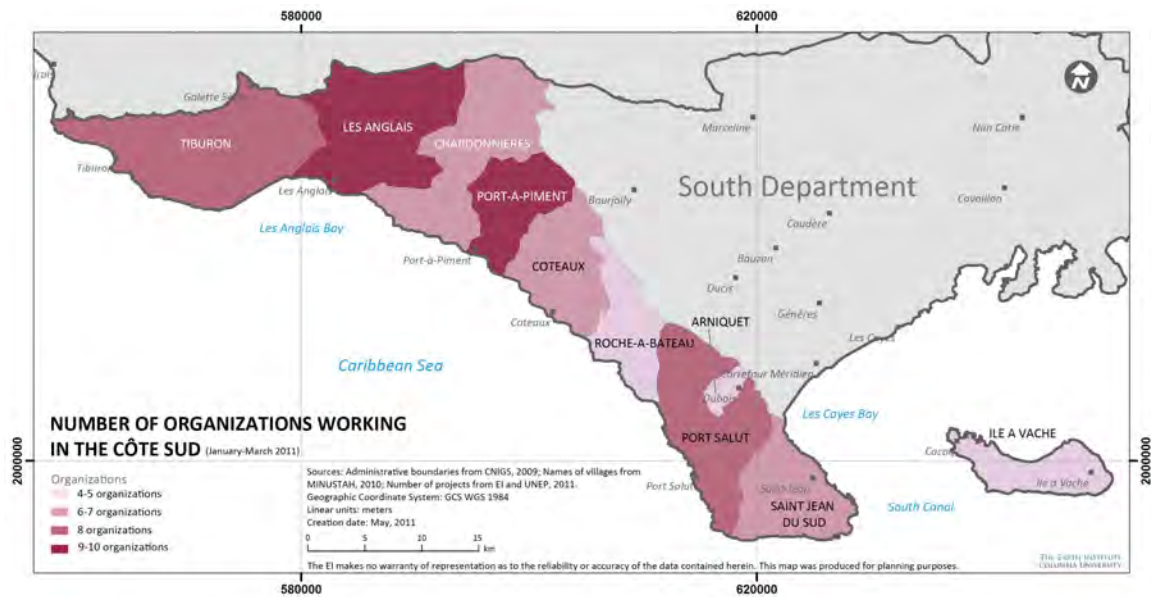 580000
620000
Galette S
Marceline
Nan Cotie
TIBURON
LES ANGLAIS
CHARDONNIERES
Tiburon
Les Anglais
PORT-A-PIMENT
Bourjolly
South Department
Cavaillon
Les Anglais Bay
Port-à-Piment
Caudère
Bauzon
COTEAUX
Ducis
Coteaux
Génèros
ARNIQUET
ROCHE-A-BATEAU
Les Cayes
Caribbean Sea
Carrefour Méridien
Dubois
Les Cayes Bay
PORT SALUT
ILE A VACHE
NUMBER OF ORGANIZATIONS WORKING
IN THE CÔTE SUD (January-March 2011)
2000000
2000000
Port Salut
Saint Jean
SAINT JEAN
DU SUD
South Canal
Ile a Vache
Organizations
4-5 organizations
6-7 organizations
8 organizations
9-10 organizations
Sources: Administrative boundaries from CNIGS, 2009; Names of villages from
MINUSTAH, 2010; Number of projects from EI and UNEP, 2011.
Geographic Coordinate System: GCS WGS 1984
Linear units: meters
Creation date: May, 2011
0 5 10 15
km
THE EARTH INSTITUTE
COLUMBIA UNIVERSITY
The EI makes no warranty of representation as to the reliability or accuracy of the data contained herein. This map was produced for planning purposes.
580000
620000
N